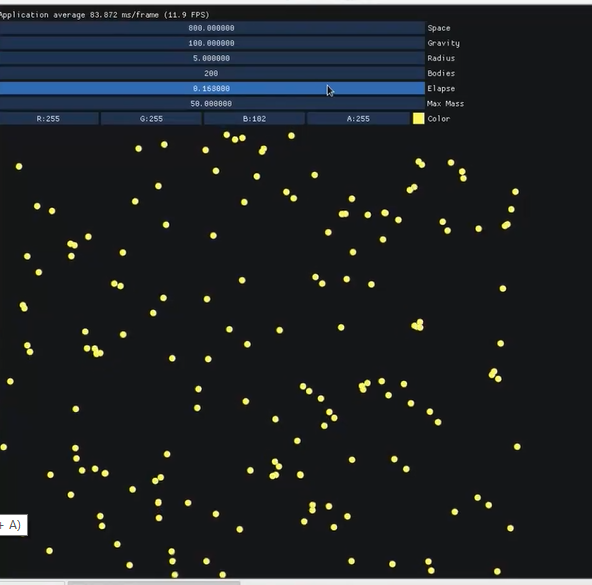 Application average 83.872 ms/frame (11.9 FPS)
800.000000 Space
100.000000 Gravity
5.000000 Radius
200 Bodies
0.153000 Elapse
50.000000 Max Mass
R:255 G:255 B:102 A:255 Color
+ A)